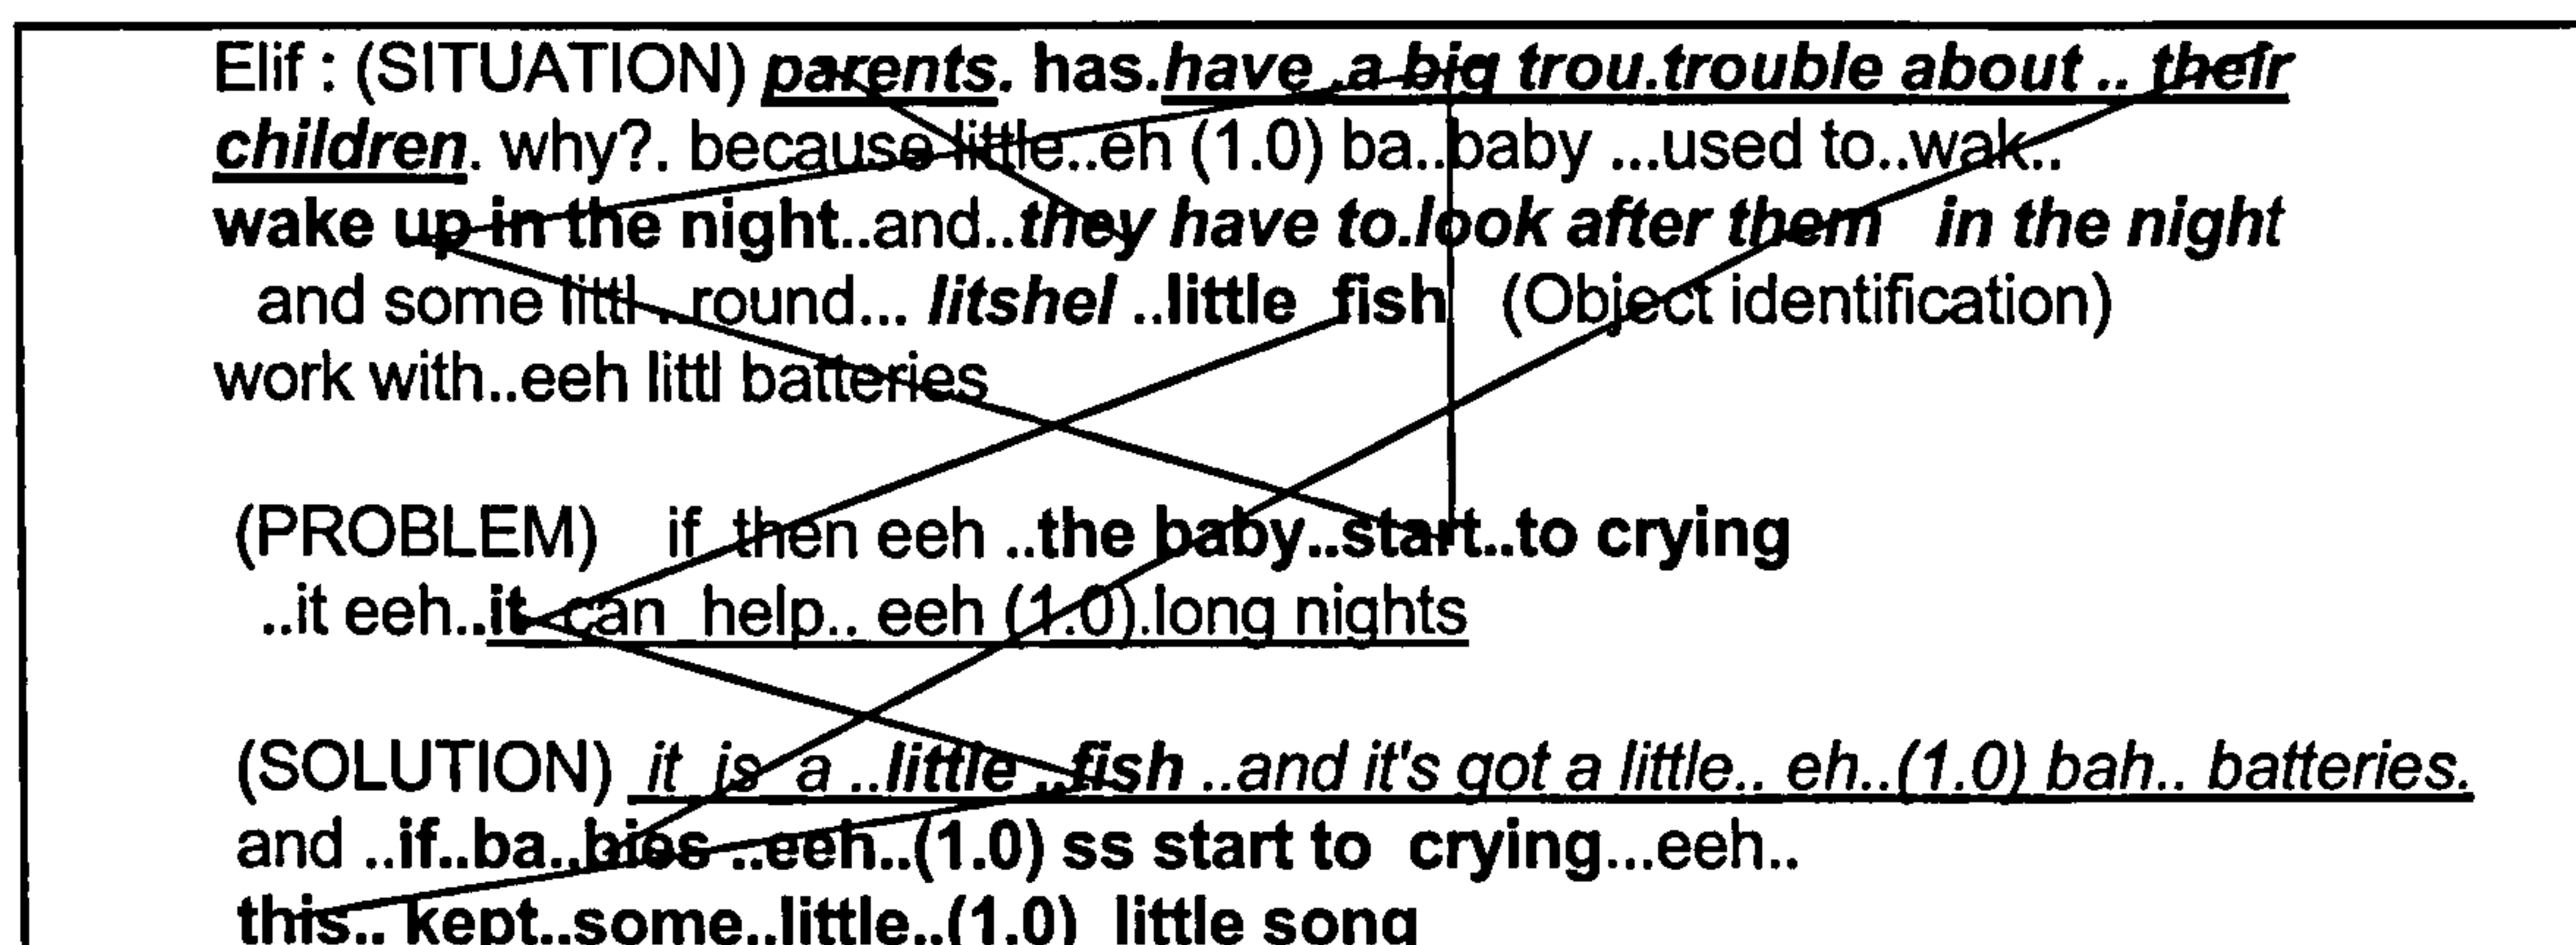 Elif : (SITUATION) parents. has.have .a big trou.trouble about .. their
children. why?. because little..eh (1.0) ba..baby ...used to..wak..
wake up in the night..and..they have to.look after them in the night
and some littl ..round... litshel ..little fish (Object identification)
work with..eeh littl batteries
(PROBLEM) if then eeh ..the baby..start..to crying
..it eeh..it can help.. eeh (1.0).long nights
(SOLUTION) it is a ..little ..fish ..and it's got a little.. eh..(1.0) bah.. batteries.
and ..if..ba..bies ..eeh..(1.0) ss start to crying...eeh..
this.. kept..some..little..(1.0) little song